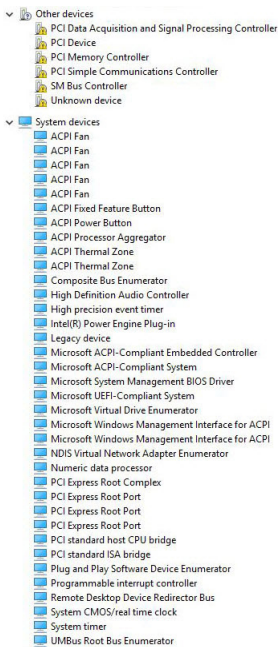 Other devices
PCI Data Acquisition and Signal Processing Controller
PCI Device
PCI Memory Controller
PCI Simple Communications Controller
SM Bus Controller
Unknown device
System devices
ACPI Fan
ACPI Fan
ACPI Fan
ACPI Fan
ACPI Fan
ACPI Fixed Feature Button
ACPI Power Button
ACPI Processor Aggregator
ACPI Thermal Zone
ACPI Thermal Zone
Composite Bus Enumerator
High Definition Audio Controller
High precision event timer
Intel(R) Power Engine Plug-in
Legacy device
Microsoft ACPI-Compliant Embedded Controller
Microsoft ACPI-Compliant System
Microsoft System Management BIOS Driver
Microsoft UEFI-Compliant System
Microsoft Virtual Drive Enumerator
Microsoft Windows Management Interface for ACPI
Microsoft Windows Management Interface for ACPI
NDIS Virtual Network Adapter Enumerator
Numeric data processor
PCI Express Root Complex
PCI Express Root Port
PCI Express Root Port
PCI Express Root Port
PCI standard host CPU bridge
PCI standard ISA bridge
Plug and Play Software Device Enumerator
Programmable interrupt controller
Remote Desktop Device Redirector Bus
System CMOS/real time clock
System timer
UMBus Root Bus Enumerator